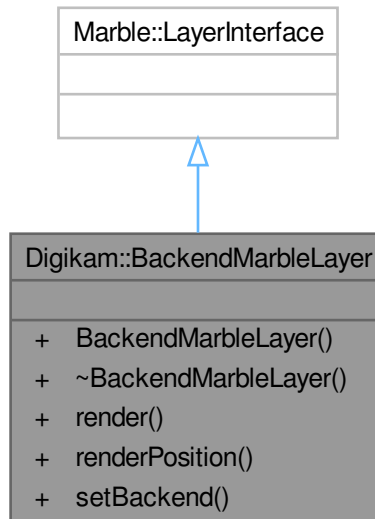 Marble::LayerInterface
Digikam::BackendMarbleLayer
+ BackendMarbleLayer()
+ ~BackendMarbleLayer()
+ render()
+ renderPosition()
+ setBackend()